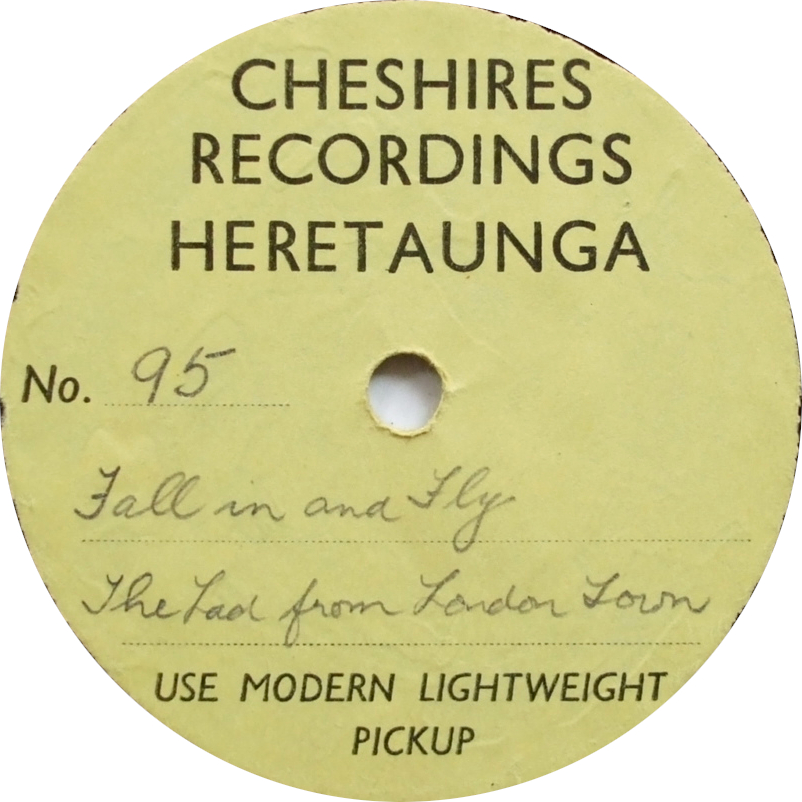 CHESHIRES
RECORDINGS
HERETAUNGA
No. 95
Fall in and Fly
The Lad from London Town
USE MODERN LIGHTWEIGHT
PICKUP